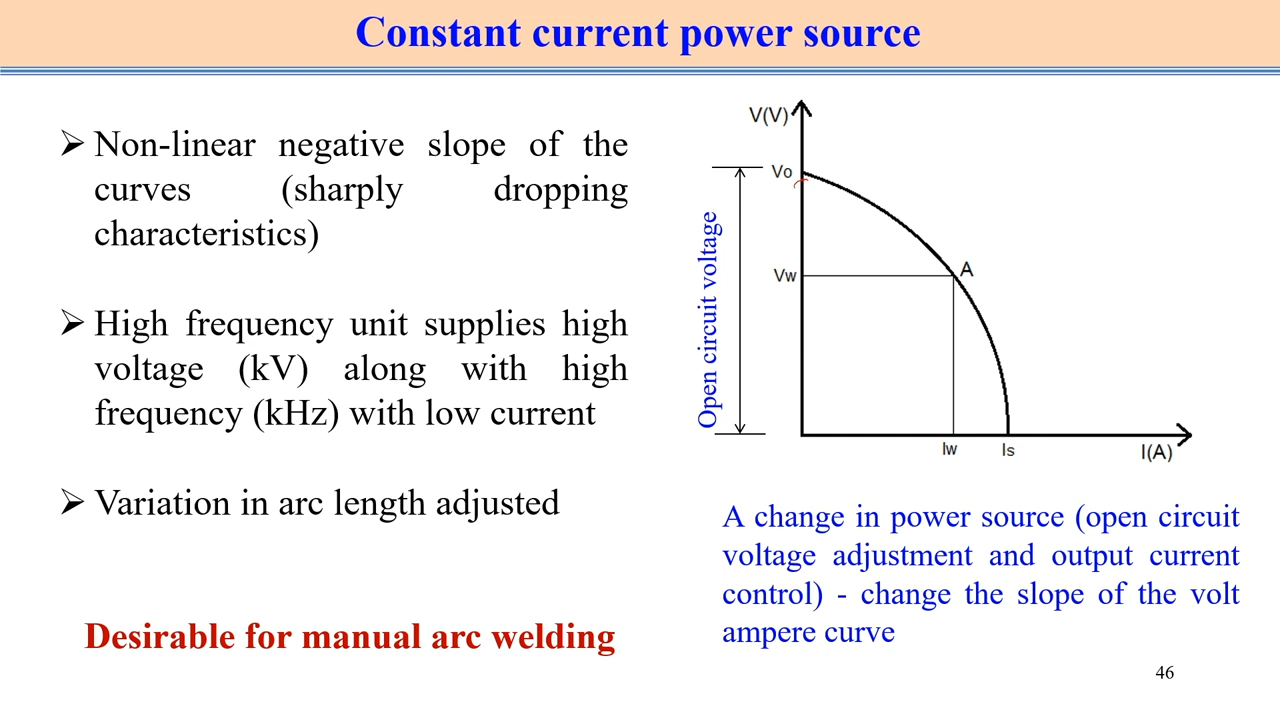 Constant current power source
➢ Non-linear negative slope of the
curves (sharply dropping
characteristics)
➢ High frequency unit supplies high
voltage (kV) along with high
frequency (kHz) with low current
➢ Variation in arc length adjusted
Desirable for manual arc welding
V(V)
Vo
Open circuit voltage
Vw
A
Iw
Is
I(A)
A change in power source (open circuit
voltage adjustment and output current
control) - change the slope of the volt
ampere curve
46